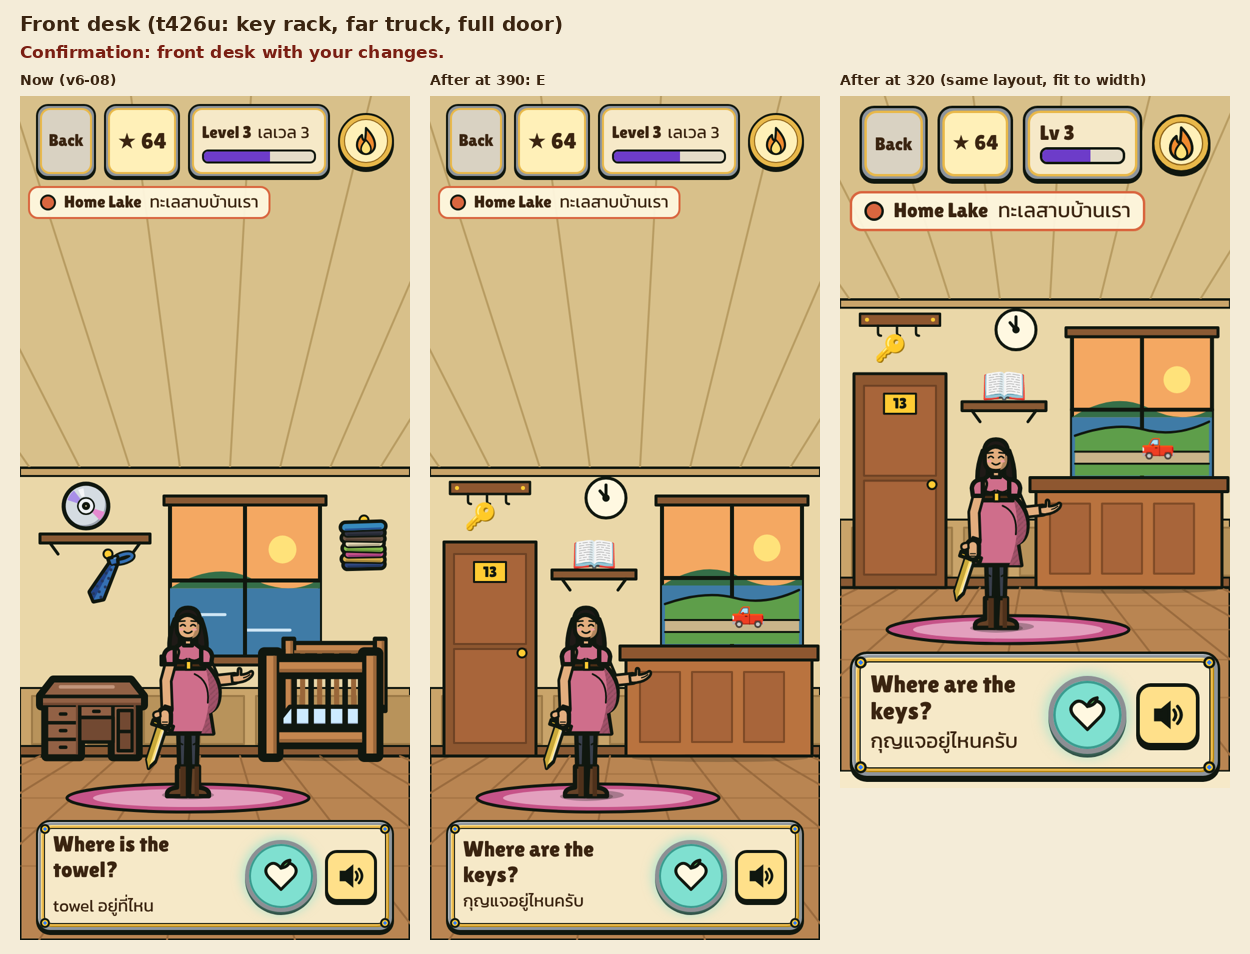 Front desk (t426u: key rack, far truck, full door)
Confirmation: front desk with your changes.
Now (v6-08)
Back
★ 64
Level 3 เลเวล 3
Home Lake ทะเลสาบบ้านเรา
Where is the
towel?
towel อยู่ที่ไหน
After at 390: E
Back
★ 64
Level 3 เลเวล 3
Home Lake ทะเลสาบบ้านเรา
13
Where are the
keys?
กุญแจอยู่ไหนครับ
After at 320 (same layout, fit to width)
Back
★ 64
Lv 3
Home Lake ทะเลสาบบ้านเรา
13
Where are the
keys?
กุญแจอยู่ไหนครับ